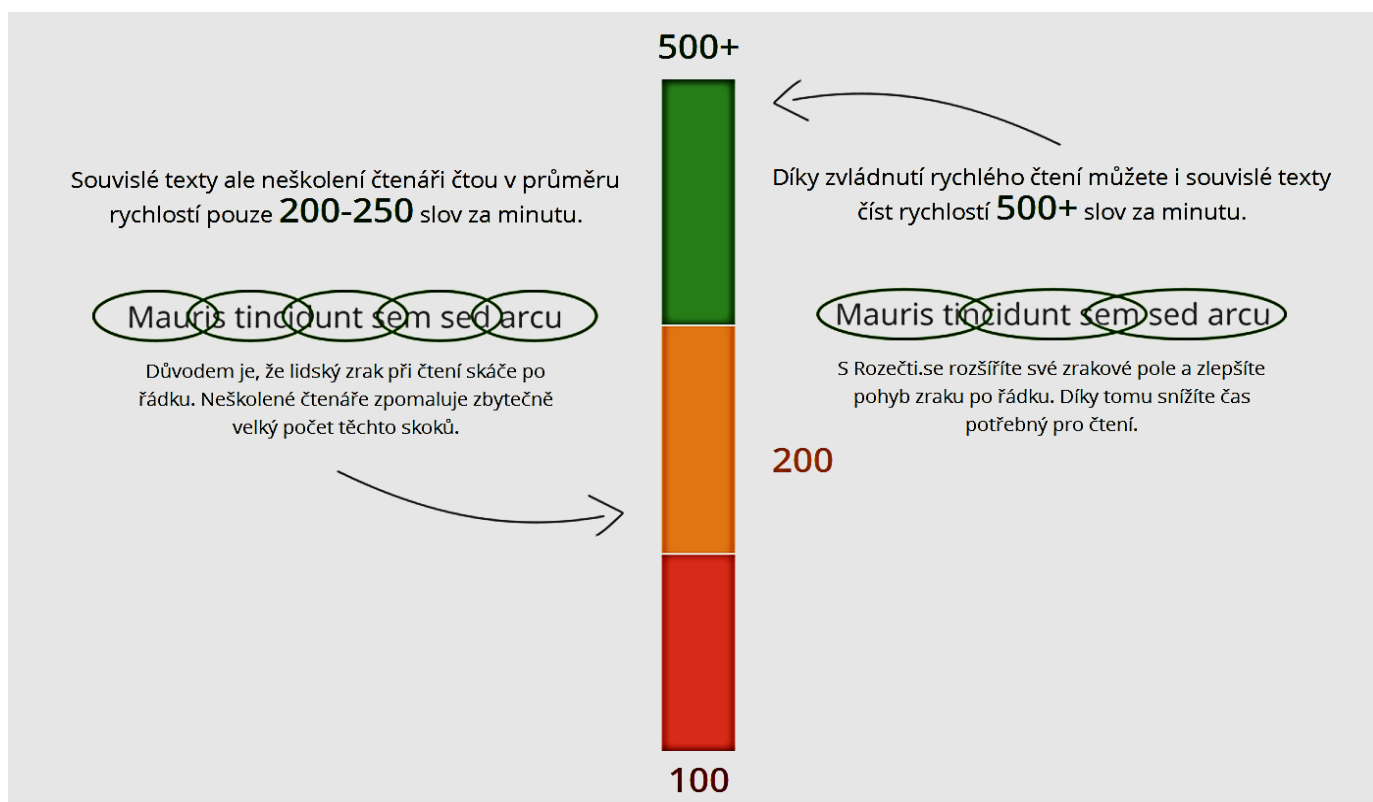 500+
Souvislé texty ale neškolení čtenáři čtou v průměru
rychlostí pouze 200-250 slov za minutu.
Mauris tincidunt sem sed arcu
Důvodem je, že lidský zrak při čtení skáče po
řádku. Neškolené čtenáře zpomaluje zbytečně
velký počet těchto skoků.
Díky zvládnutí rychlého čtení můžete i souvislé texty
číst rychlostí 500+ slov za minutu.
Mauris tincidunt sem sed arcu
S Rozečti.se rozšíříte své zrakové pole a zlepšíte
pohyb zraku po řádku. Díky tomu snížíte čas
potřebný pro čtení.
200
100